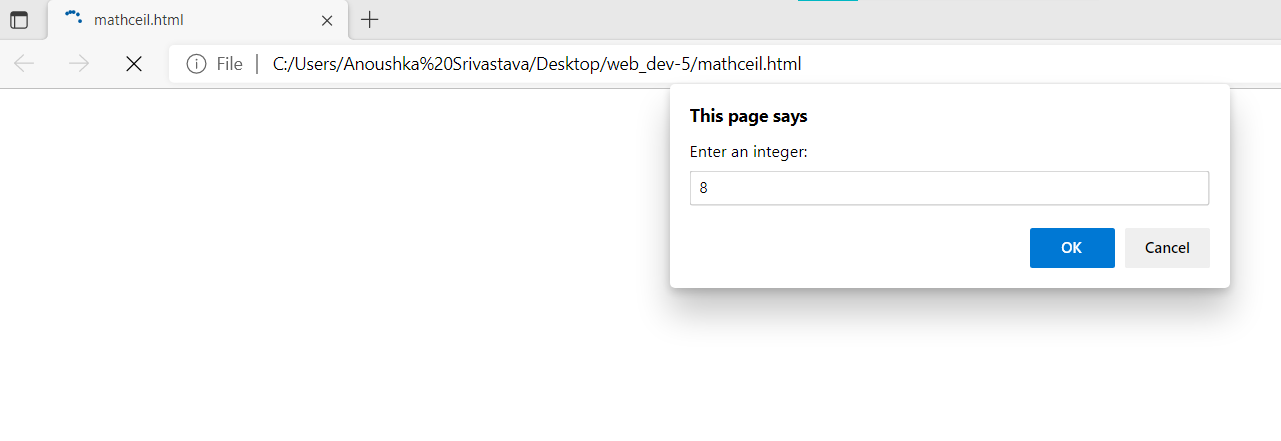 mathceil.html
File
C:/Users/Anoushka%20Srivastava/Desktop/web_dev-5/mathceil.html
This page says
Enter an integer:
8
OK
Cancel